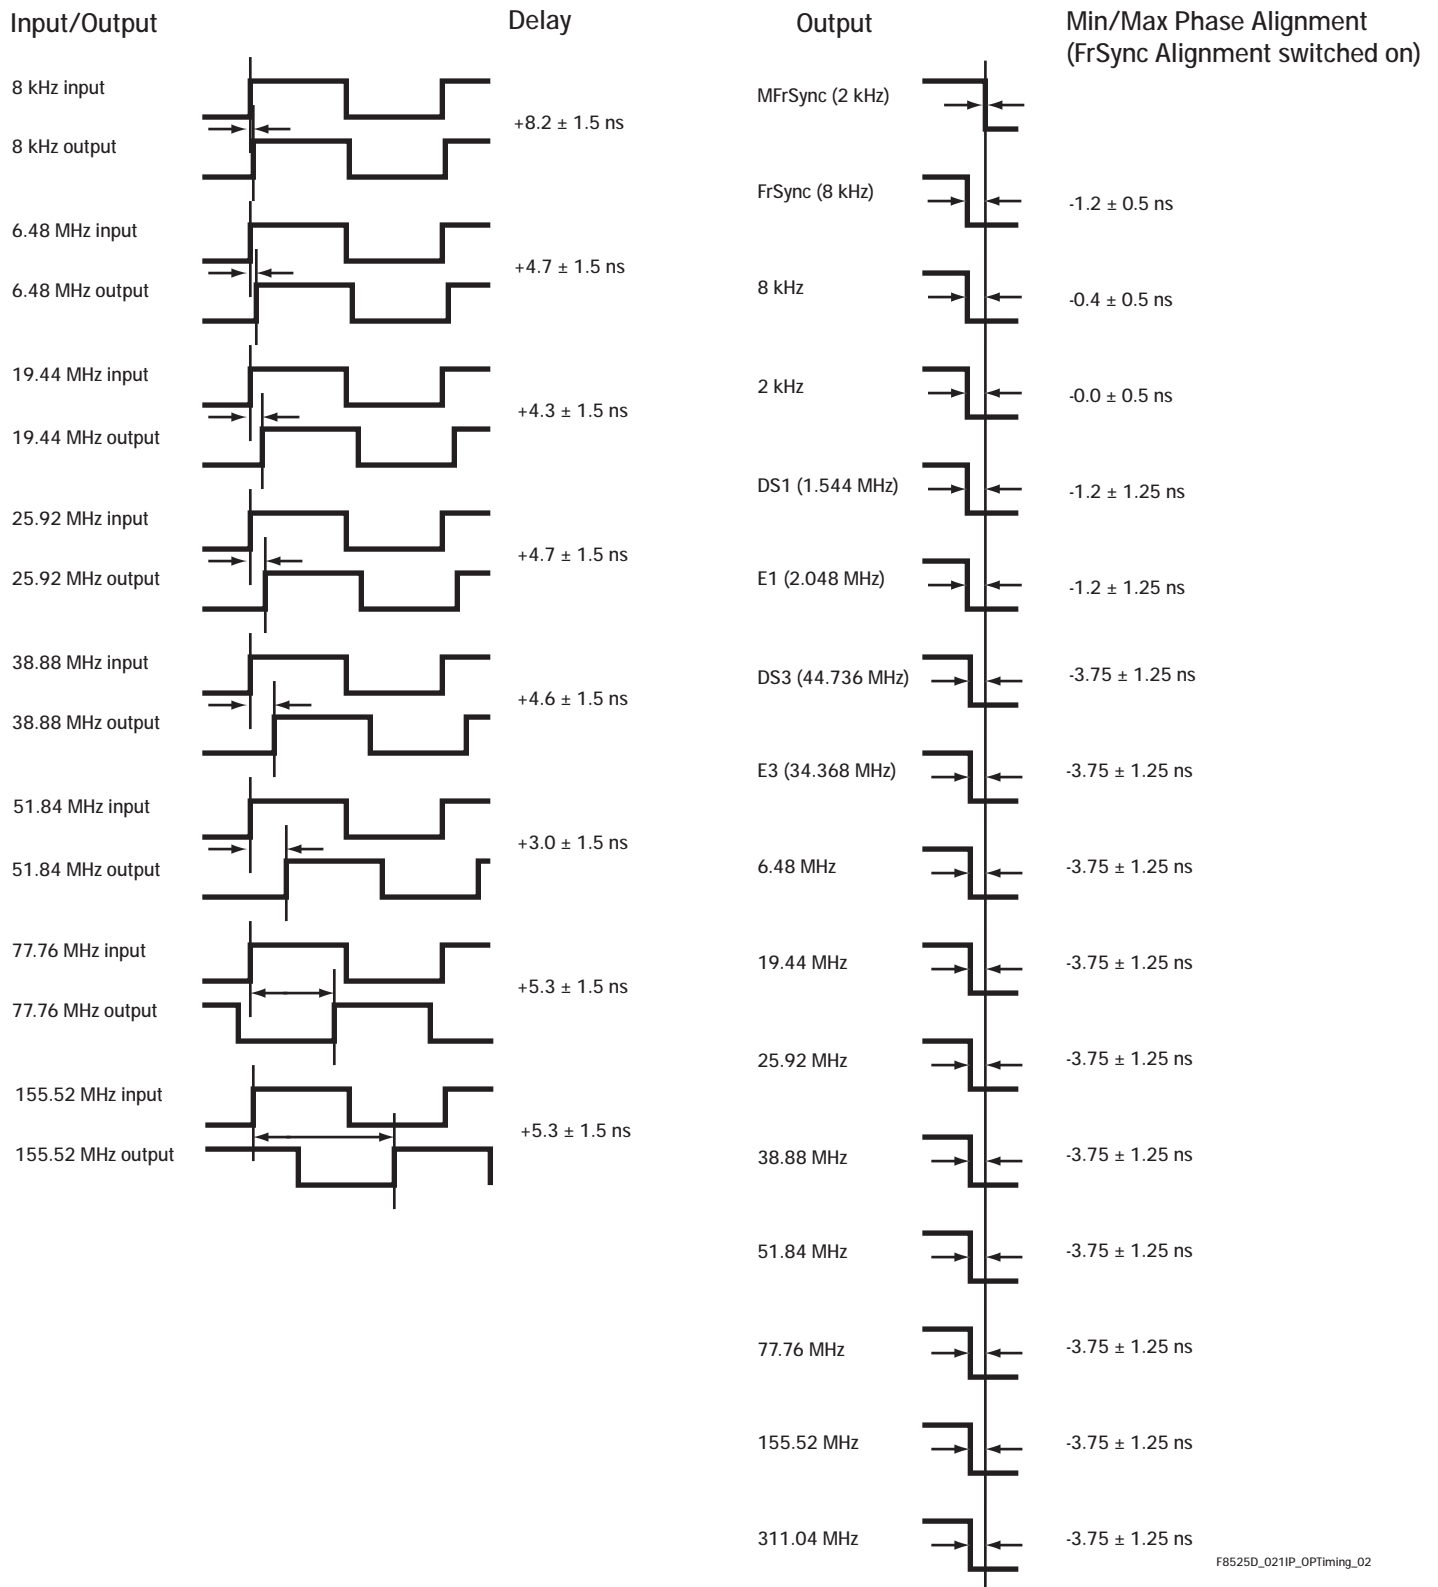 Input/Output
Delay
8 kHz input
8 kHz output
+8.2 ± 1.5 ns
6.48 MHz input
6.48 MHz output
+4.7 ± 1.5 ns
19.44 MHz input
19.44 MHz output
+4.3 ± 1.5 ns
25.92 MHz input
25.92 MHz output
+4.7 ± 1.5 ns
38.88 MHz input
38.88 MHz output
+4.6 ± 1.5 ns
51.84 MHz input
51.84 MHz output
+3.0 ± 1.5 ns
77.76 MHz input
77.76 MHz output
+5.3 ± 1.5 ns
155.52 MHz input
155.52 MHz output
+5.3 ± 1.5 ns
Output
Min/Max Phase Alignment
(FrSync Alignment switched on)
MFrSync (2 kHz)
FrSync (8 kHz)
-1.2 ± 0.5 ns
8 kHz
-0.4 ± 0.5 ns
2 kHz
-0.0 ± 0.5 ns
DS1 (1.544 MHz)
-1.2 ± 1.25 ns
E1 (2.048 MHz)
-1.2 ± 1.25 ns
DS3 (44.736 MHz)
-3.75 ± 1.25 ns
E3 (34.368 MHz)
-3.75 ± 1.25 ns
6.48 MHz
-3.75 ± 1.25 ns
19.44 MHz
-3.75 ± 1.25 ns
25.92 MHz
-3.75 ± 1.25 ns
38.88 MHz
-3.75 ± 1.25 ns
51.84 MHz
-3.75 ± 1.25 ns
77.76 MHz
-3.75 ± 1.25 ns
155.52 MHz
-3.75 ± 1.25 ns
311.04 MHz
-3.75 ± 1.25 ns
F8525D_021IP_OPTiming_02